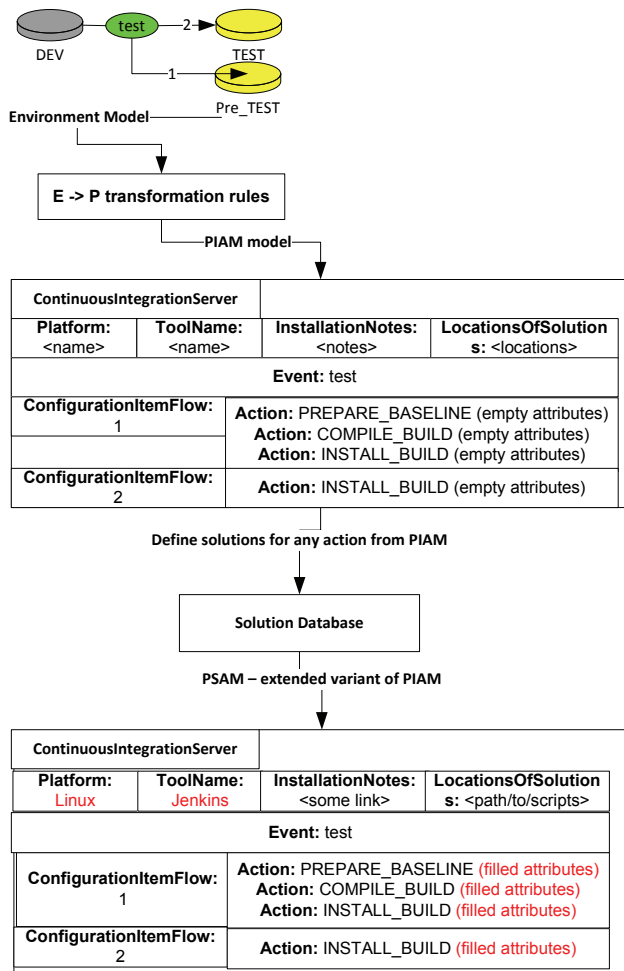 test
2
DEV
TEST
1
Pre_TEST
Environment Model
E -> P transformation rules
PIAM model
ContinuousIntegrationServer
Platform: ToolName: InstallationNotes: LocationsOfSolution
<name> <name> <notes> s: <locations>
Event: test
ConfigurationItemFlow:
1
Action: PREPARE_BASELINE (empty attributes)
Action: COMPILE_BUILD (empty attributes)
Action: INSTALL_BUILD (empty attributes)
ConfigurationItemFlow:
2
Action: INSTALL_BUILD (empty attributes)
Define solutions for any action from PIAM
Solution Database
PSAM – extended variant of PIAM
ContinuousIntegrationServer
Platform: ToolName: InstallationNotes: LocationsOfSolution
Linux Jenkins <some link> s: <path/to/scripts>
Event: test
ConfigurationItemFlow:
1
Action: PREPARE_BASELINE (filled attributes)
Action: COMPILE_BUILD (filled attributes)
Action: INSTALL_BUILD (filled attributes)
ConfigurationItemFlow:
2
Action: INSTALL_BUILD (filled attributes)